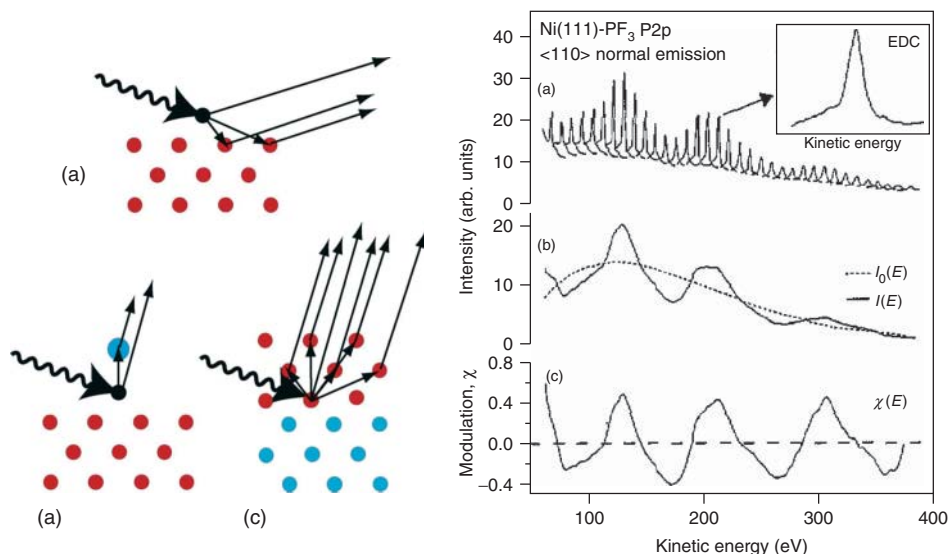 (a)
(a)
(c)
Ni(111)-PF3 P2p
<110> normal emission
EDC
Kinetic energy
(a)
40
30
20
10
0
Intensity (arb. units)
(b)
20
10
0
I0(E)
I(E)
(c)
0.8
0.4
0.0
−0.4
Modulation, χ
χ(E)
100
200
300
400
Kinetic energy (eV)